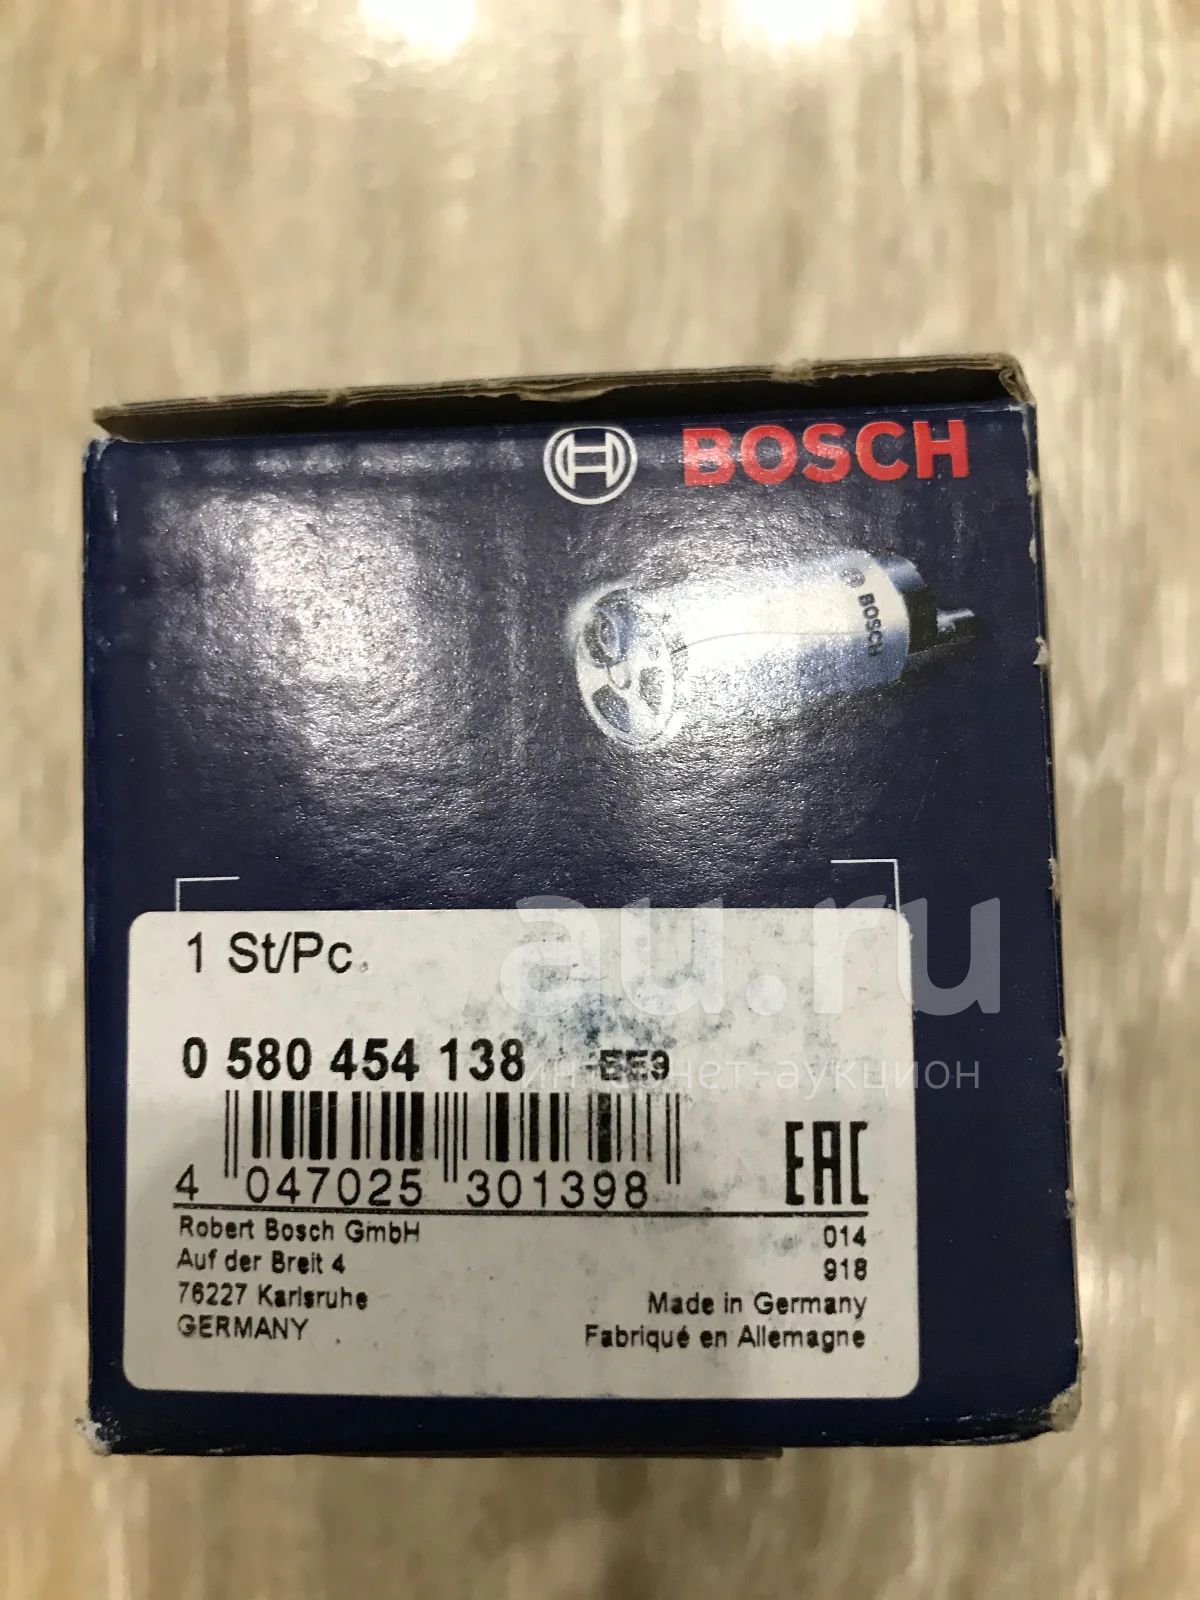 BOSCH
BOSCH
1 St/Pc.
au.ru
интернет-аукцион
0 580 454 138 EE9
4 047025 301398
EAC
Robert Bosch GmbH
Auf der Breit 4
76227 Karlsruhe
GERMANY
014
918
Made in Germany
Fabriqué en Allemagne